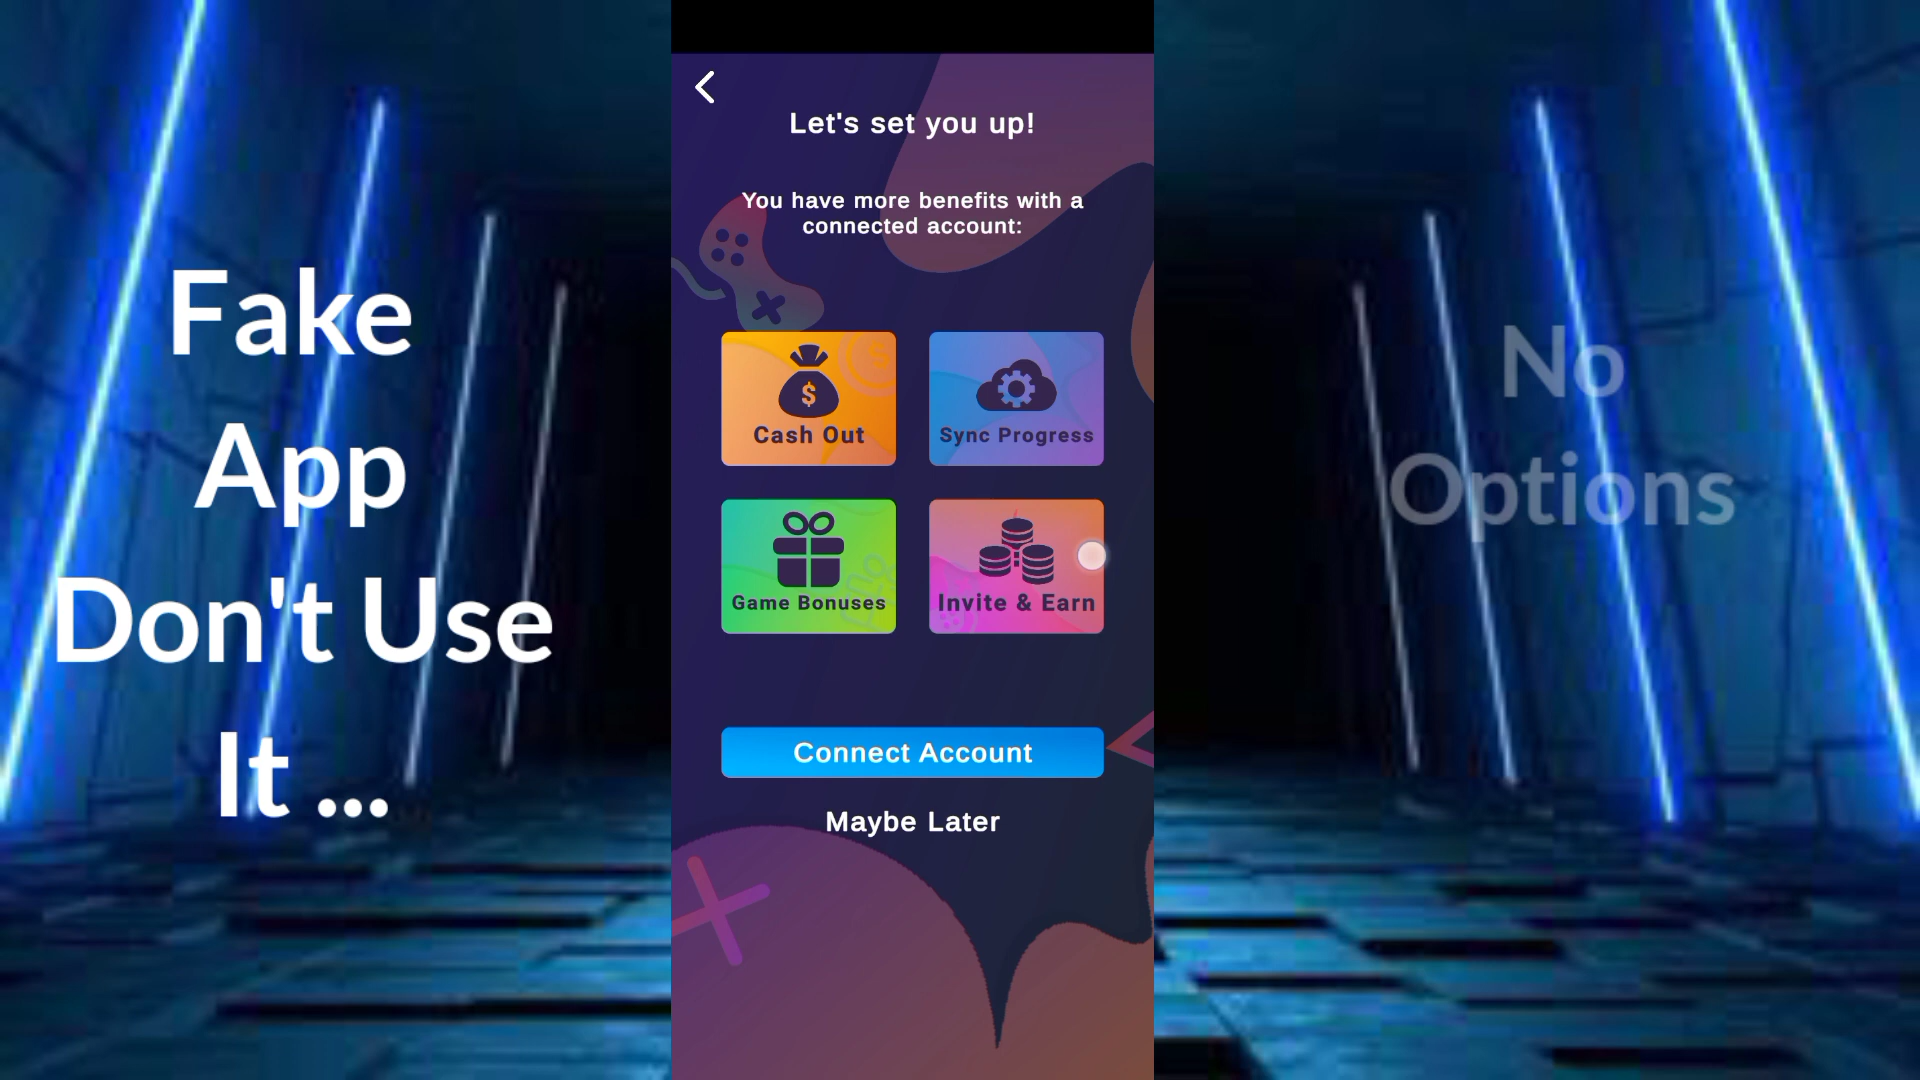 Fake
App
Don't Use
It ...
Let's set you up!
You have more benefits with a
connected account:
$
$
Cash Out
Sync Progress
Game Bonuses
Invite & Earn
Connect Account
Maybe Later
No
Options